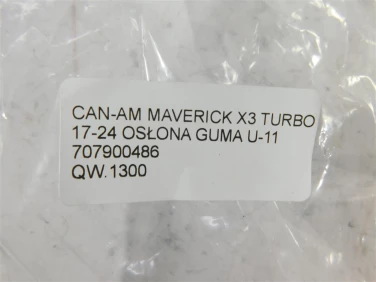 CAN-AM MAVERICK X3 TURBO
17-24 OSŁONA GUMA U-11
707900486
QW.1300